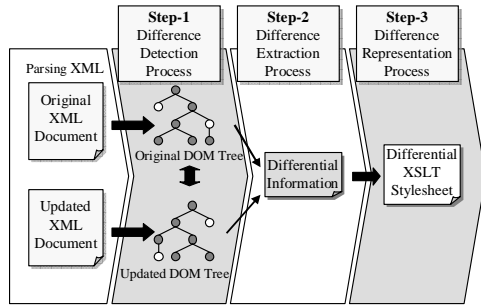 Step-1
Difference
Detection
Process
Step-2
Difference
Extraction
Process
Step-3
Difference
Representation
Process
Parsing XML
Original
XML
Document
Original DOM Tree
Differential
Information
Differential
XSLT
Stylesheet
Updated
XML
Document
Updated DOM Tree